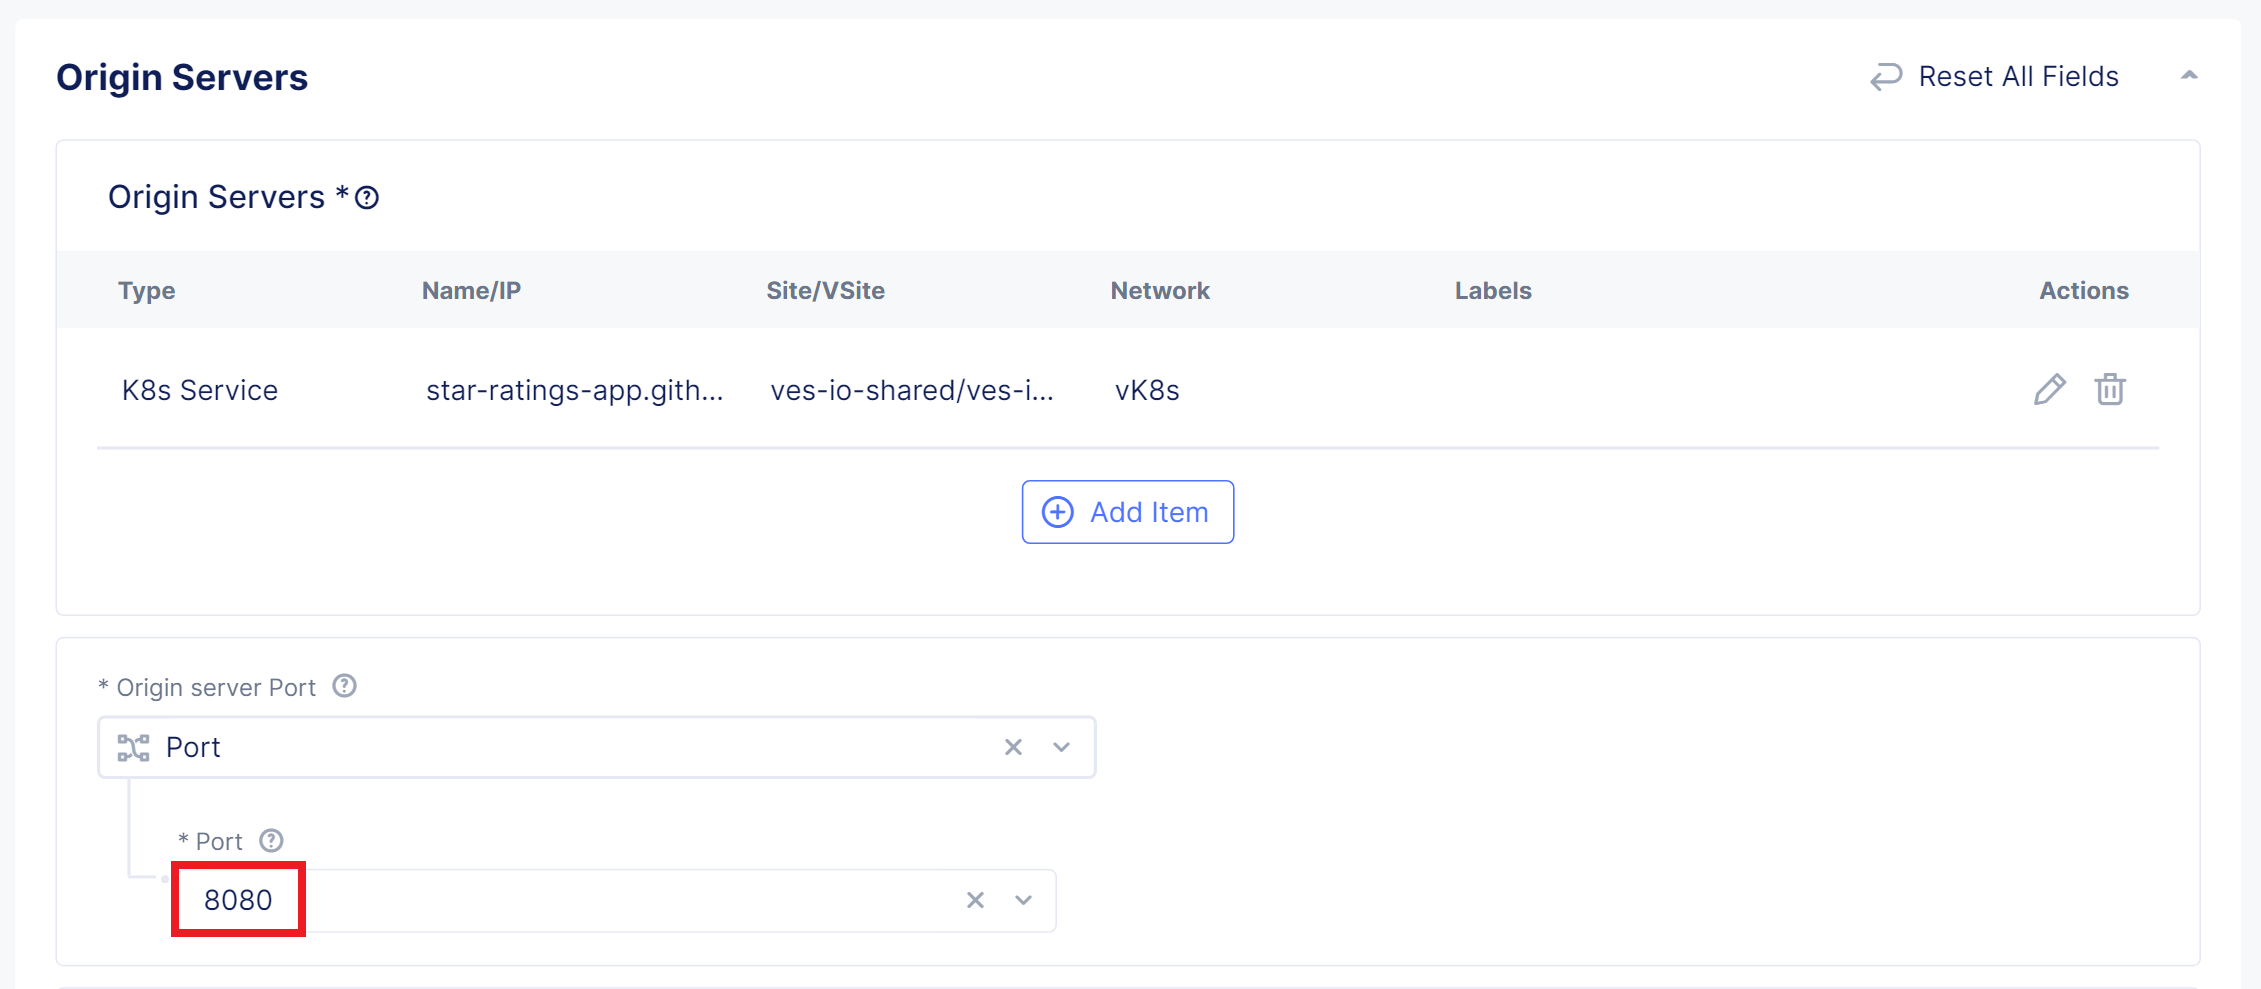 Origin Servers
Reset All Fields
Origin Servers *
Type Name/IP Site/VSite Network Labels Actions
K8s Service star-ratings-app.gith... ves-io-shared/ves-i... vK8s
Add Item
* Origin server Port
Port
* Port
8080